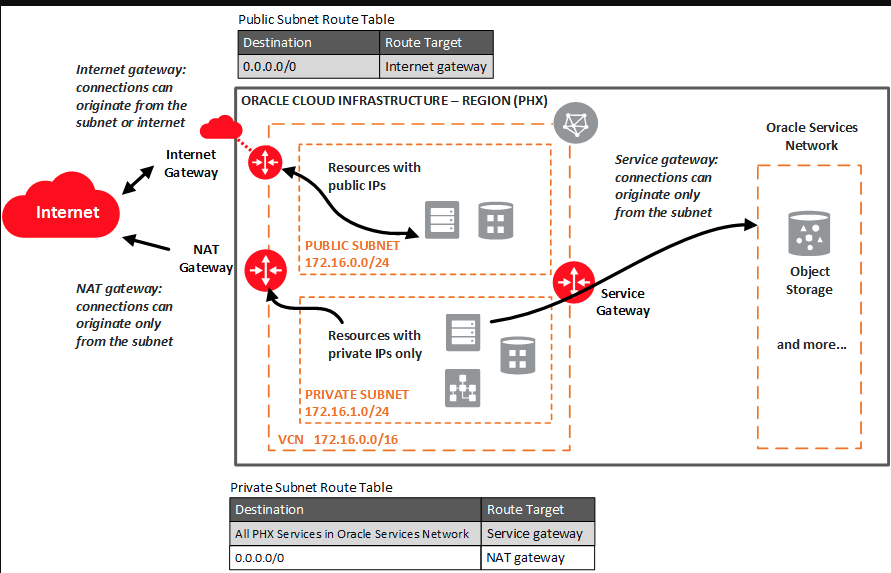 Public Subnet Route Table
Destination Route Target
0.0.0.0/0 Internet gateway
Internet gateway:
connections can
originate from the
subnet or internet
ORACLE CLOUD INFRASTRUCTURE – REGION (PHX)
Internet
Gateway
Internet
NAT
Gateway
NAT gateway:
connections can
originate only
from the subnet
Resources with
public IPs
PUBLIC SUBNET
172.16.0.0/24
Resources with
private IPs only
PRIVATE SUBNET
172.16.1.0/24
VCN 172.16.0.0/16
Service gateway:
connections can
originate only
from the subnet
Service
Gateway
Oracle Services
Network
Object
Storage
and more...
Private Subnet Route Table
Destination Route Target
All PHX Services in Oracle Services Network Service gateway
0.0.0.0/0 NAT gateway